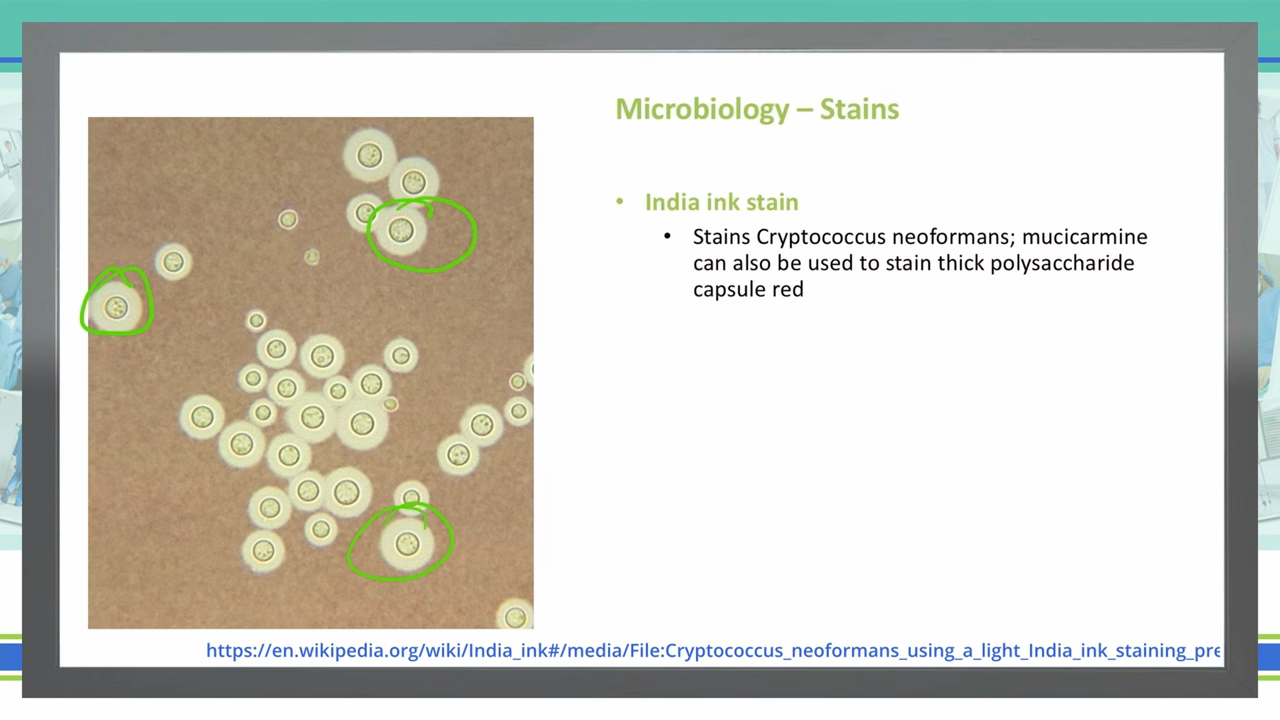 Microbiology – Stains
• India ink stain
• Stains Cryptococcus neoformans; mucicarmine
can also be used to stain thick polysaccharide
capsule red
https://en.wikipedia.org/wiki/India_ink#/media/File:Cryptococcus_neoformans_using_a_light_India_ink_staining_pre